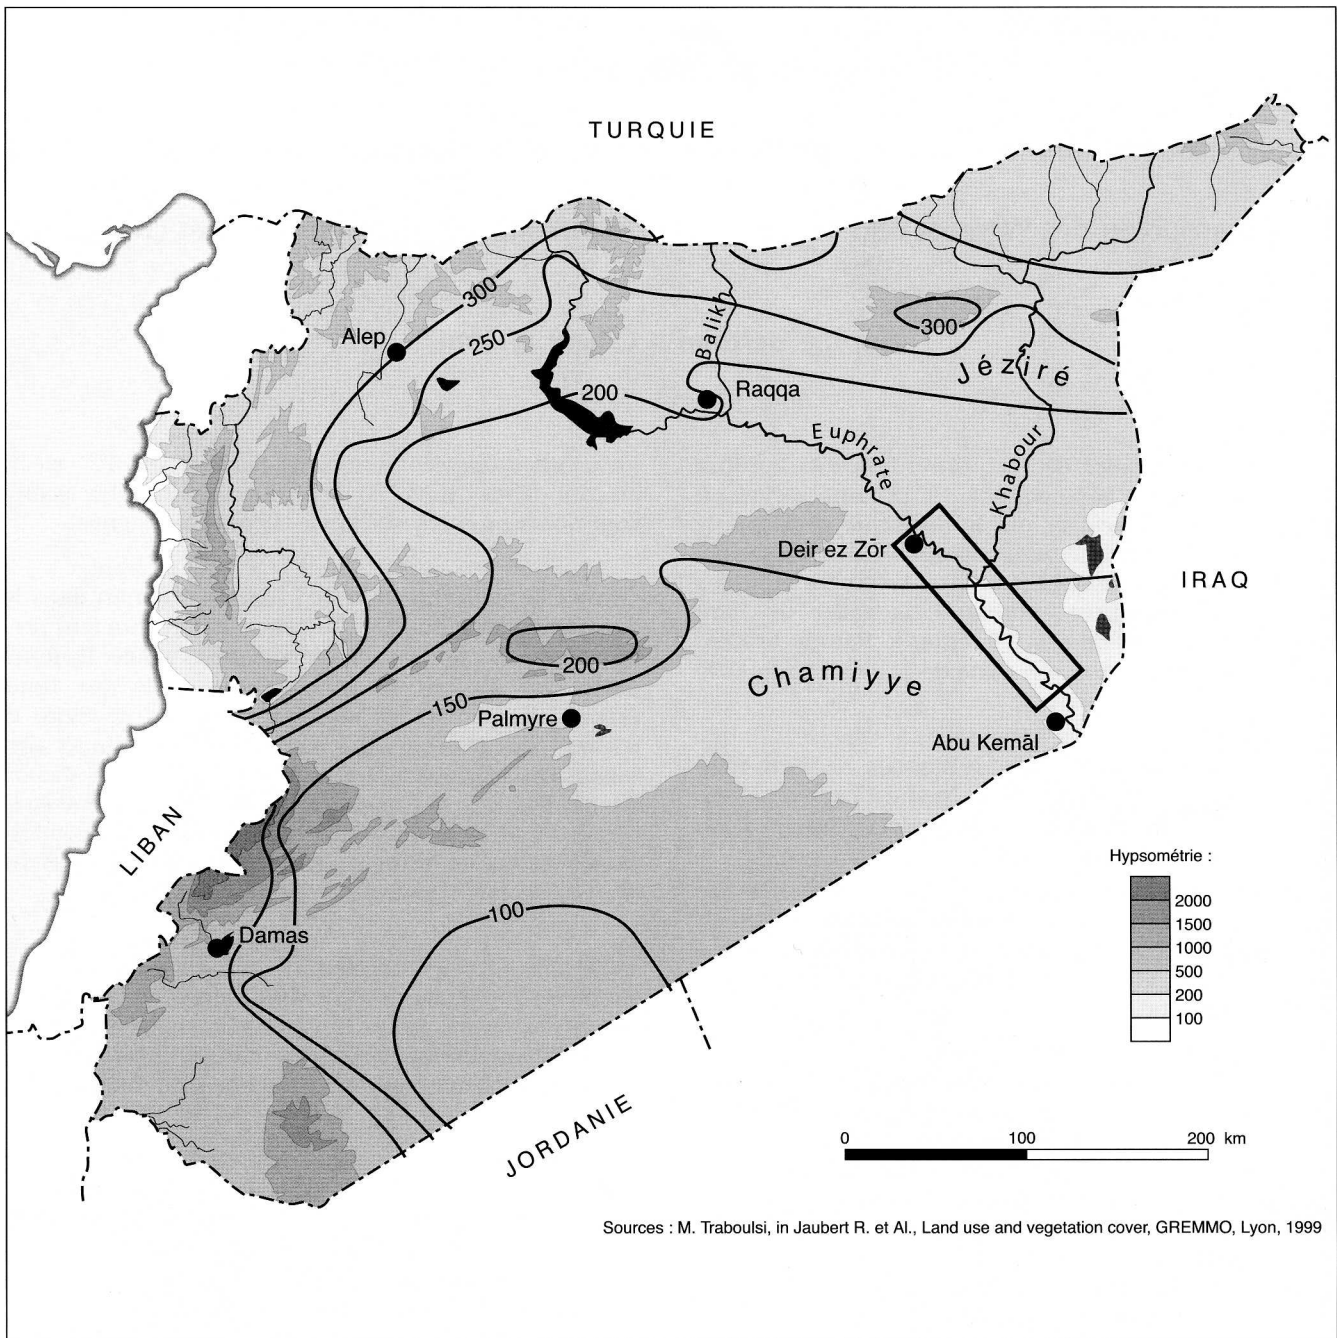 TURQUIE
300
Alep
250
Balikh
300
Jéziré
200
Raqqa
Euphrate
Khabour
Deir ez Zōr
IRAQ
200
Chamiyye
150
Palmyre
Abu Kemāl
LIBAN
Hypsométrie :
2000
1500
1000
500
200
100
100
Damas
JORDANIE
0 100 200 km
Sources : M. Traboulsi, in Jaubert R. et Al., Land use and vegetation cover, GREMMO, Lyon, 1999